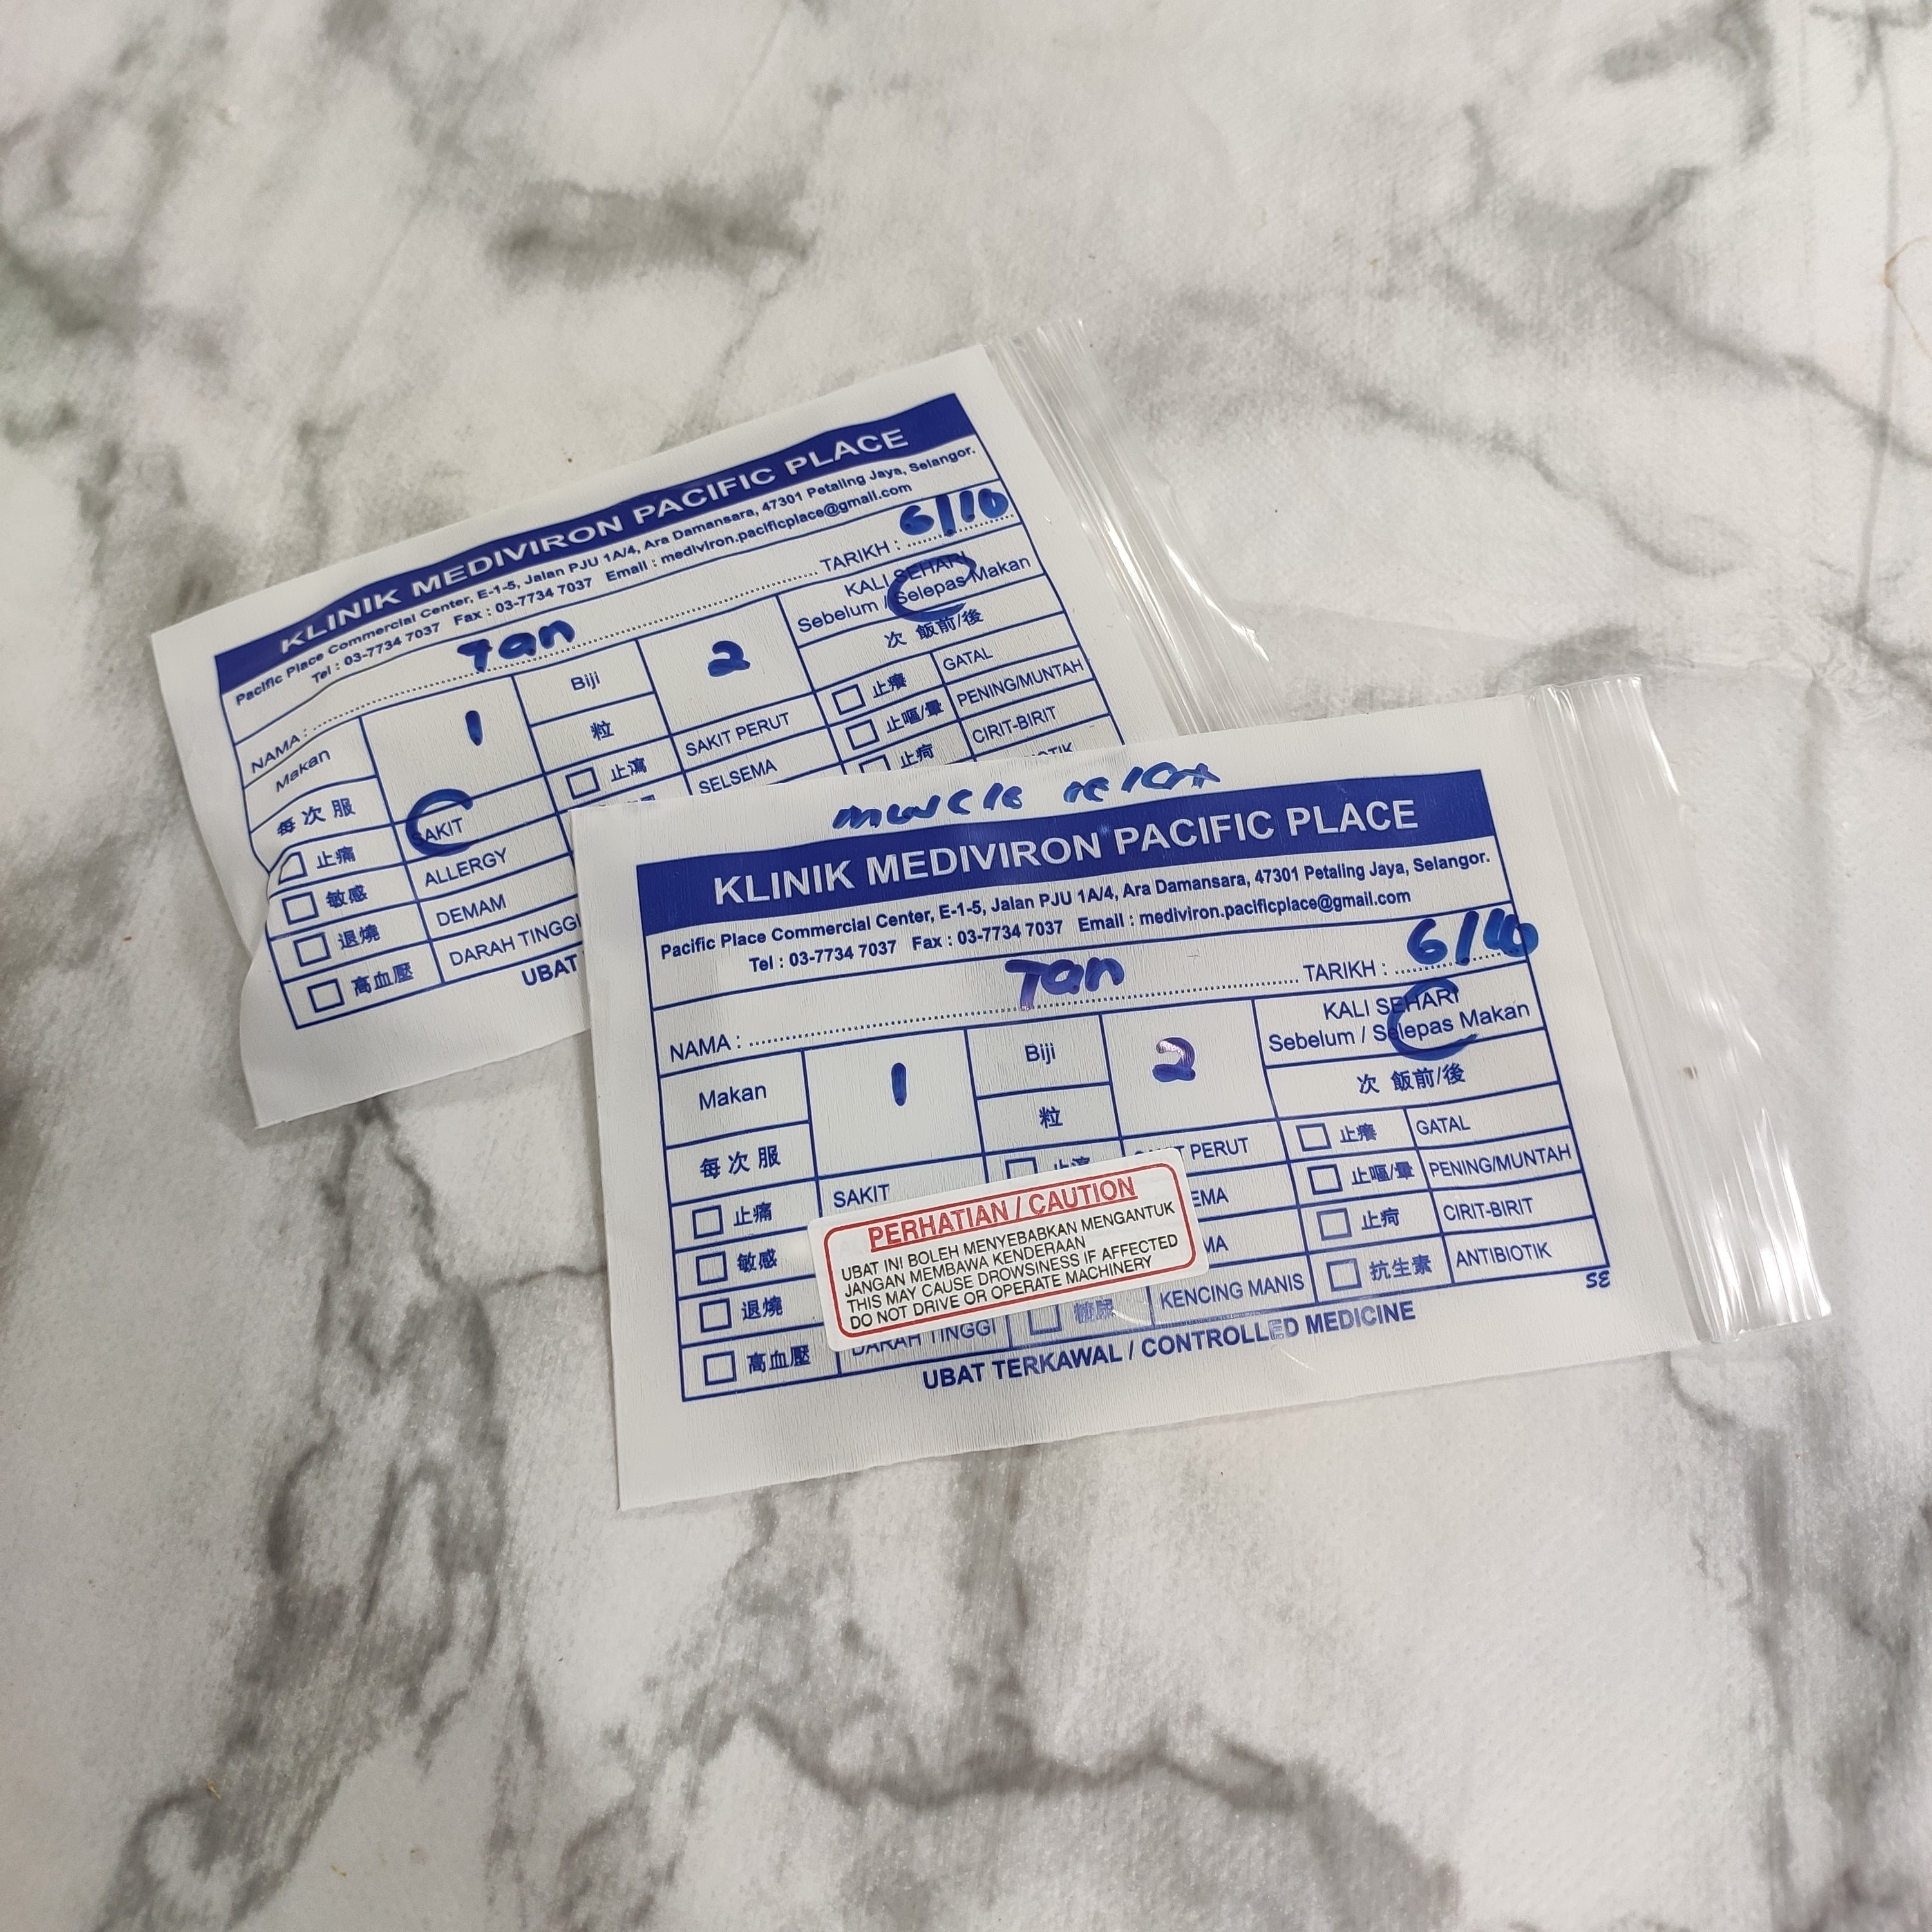 KLINIK MEDIVIRON PACIFIC PLACE
Pacific Place Commercial Center, E-1-5, Jalan PJU 1A/4, Ara Damansara, 47301 Petaling Jaya, Selangor.
Tel : 03-7734 7037 Fax : 03-7734 7037 Email : mediviron.pacificplace@gmail.com
NAMA : Tan TARIKH : 6/10
Makan 1 Biji 2 KALI SEHARI
Sebelum / Selepas Makan
每次服 粒 次 飯前/後
止痛 SAKIT 止瀉 SAKIT PERUT 止癢 GATAL
敏感 ALLERGY SELSEMA 止嘔/暈 PENING/MUNTAH
退燒 DEMAM 止疴 CIRIT-BIRIT
高血壓 DARAH TINGGI
UBAT
muscle relax
KLINIK MEDIVIRON PACIFIC PLACE
Pacific Place Commercial Center, E-1-5, Jalan PJU 1A/4, Ara Damansara, 47301 Petaling Jaya, Selangor.
Tel : 03-7734 7037 Fax : 03-7734 7037 Email : mediviron.pacificplace@gmail.com
NAMA : Tan TARIKH : 6/10
Makan 1 Biji 2 KALI SEHARI
Sebelum / Selepas Makan
每次服 粒 次 飯前/後
止痛 SAKIT PERUT 止癢 GATAL
敏感 止嘔/暈 PENING/MUNTAH
退燒 止疴 CIRIT-BIRIT
高血壓 DARAH TINGGI 糖尿 KENCING MANIS 抗生素 ANTIBIOTIK
PERHATIAN / CAUTION
UBAT INI BOLEH MENYEBABKAN MENGANTUK
JANGAN MEMBAWA KENDERAAN
THIS MAY CAUSE DROWSINESS IF AFFECTED
DO NOT DRIVE OR OPERATE MACHINERY
UBAT TERKAWAL / CONTROLLED MEDICINE
SE